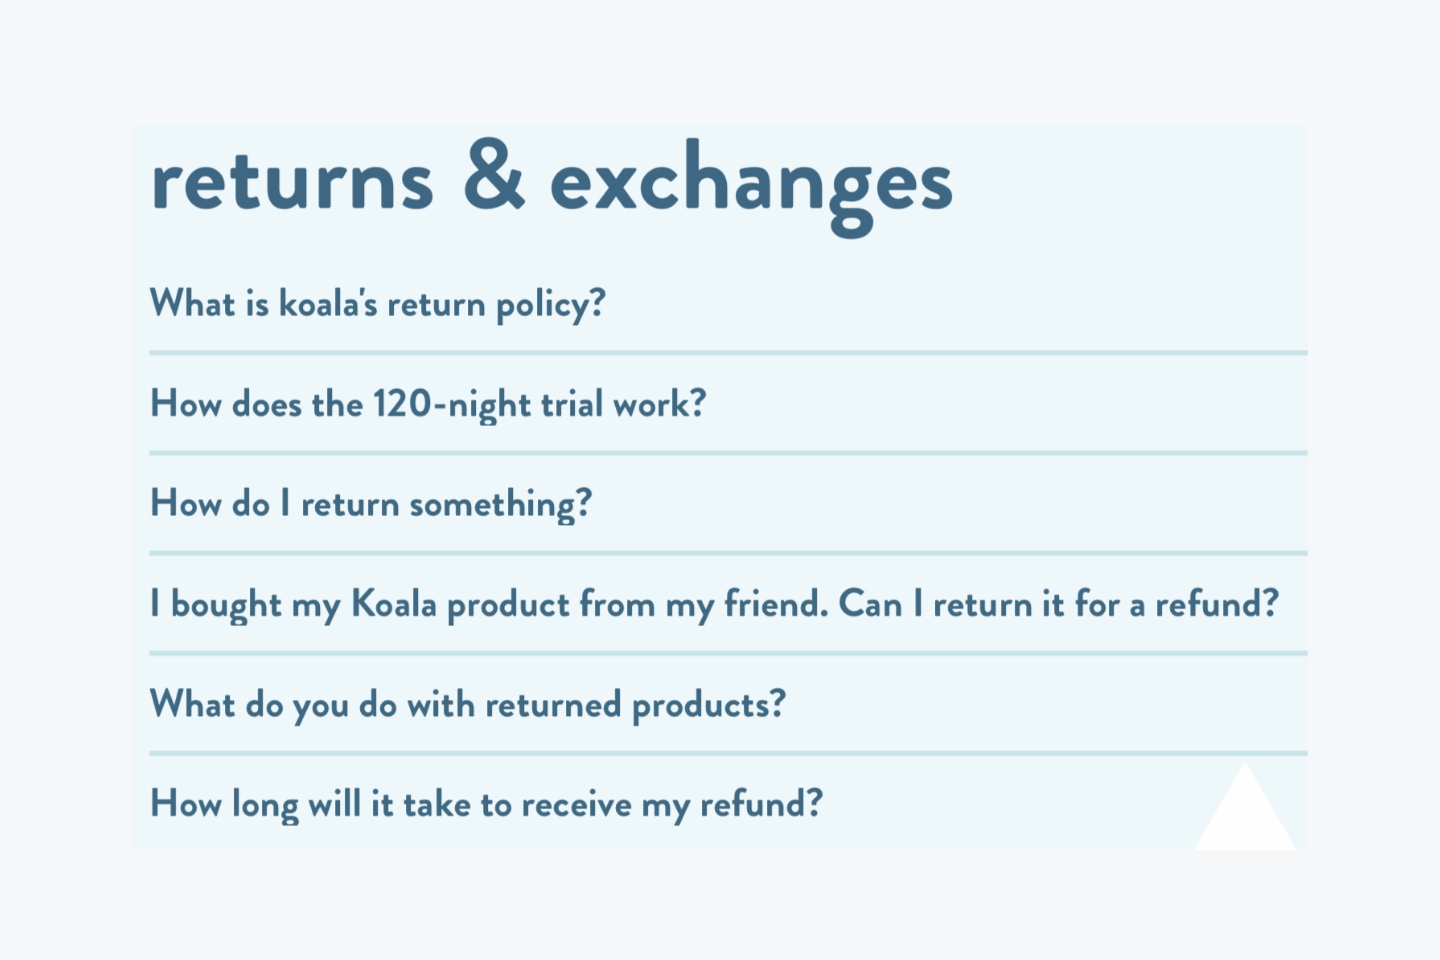 returns & exchanges
What is koala's return policy?
How does the 120-night trial work?
How do I return something?
I bought my Koala product from my friend. Can I return it for a refund?
What do you do with returned products?
How long will it take to receive my refund?